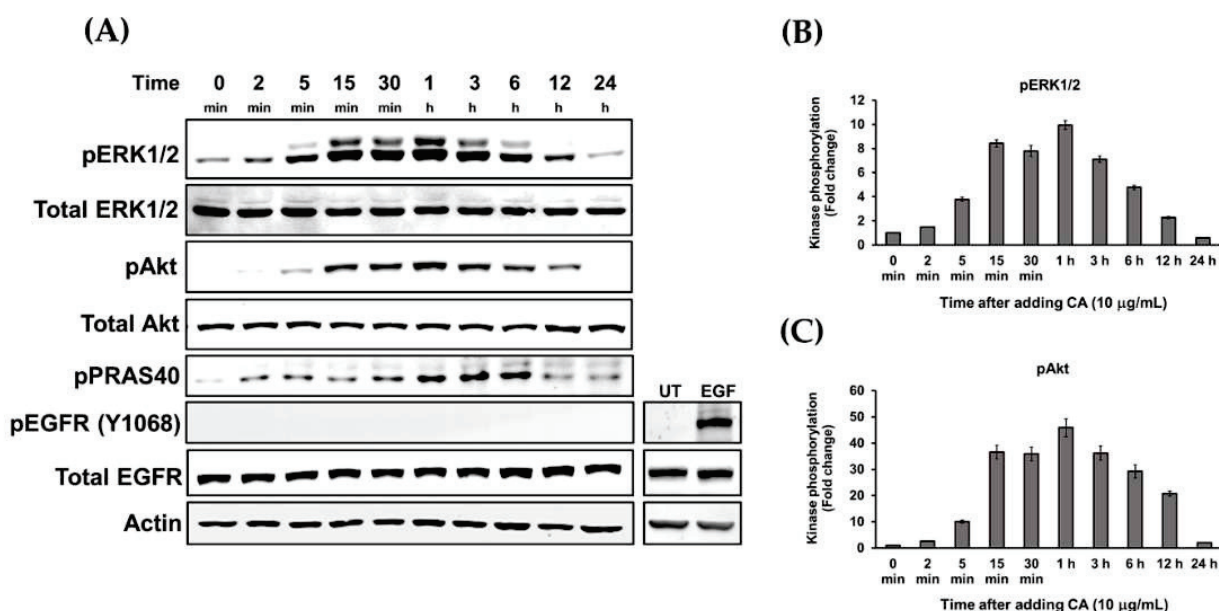 (A)
Time 0 2 5 15 30 1 3 6 12 24
min min min min min h h h h h
pERK1/2
Total ERK1/2
pAkt
Total Akt
pPRAS40
UT EGF
pEGFR (Y1068)
Total EGFR
Actin
(B)
pERK1/2
Kinase phosphorylation
(Fold change)
12
10
8
6
4
2
0
0 2 5 15 30 1 h 3 h 6 h 12 h 24 h
min min min min min
Time after adding CA (10 μg/mL)
(C)
pAkt
Kinase phosphorylation
(Fold change)
60
50
40
30
20
10
0
0 2 5 15 30 1 h 3 h 6 h 12 h 24 h
min min min min min
Time after adding CA (10 μg/mL)